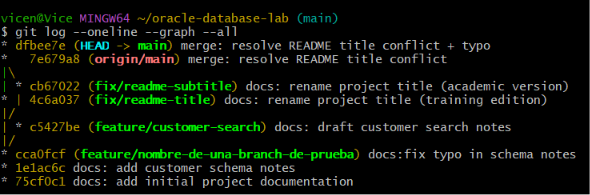 vicen@Vice MINGW64 ~/oracle-database-lab (main)
$ git log --oneline --graph --all
* dfbee7e (HEAD -> main) merge: resolve README title conflict + typo
*   7e679a8 (origin/main) merge: resolve README title conflict
|\
| * cb67022 (fix/readme-subtitle) docs: rename project title (academic version)
* | 4c6a037 (fix/readme-title) docs: rename project title (training edition)
|/
| * c5427be (feature/customer-search) docs: draft customer search notes
|/
* cca0fcf (feature/nombre-de-una-branch-de-prueba) docs:fix typo in schema notes
* 1e1ac6c docs: add customer schema notes
* 75cf0c1 docs: add initial project documentation